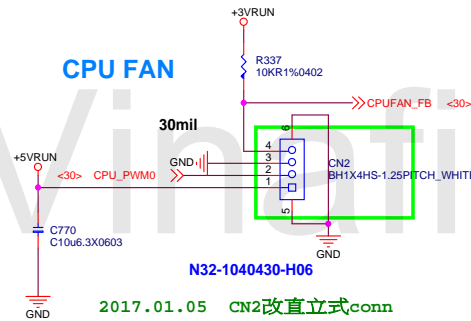 +3VRUN
R337
10KR1%0402
CPU FAN
CPUFAN_FB <30>
30mil
6
4
3
2
1
GND
CN2
BH1X4HS-1.25PITCH_WHITI
+5VRUN
<30> CPU_PWM0
5
C770
C10u6.3X0603
GND
N32-1040430-H06
GND
2017.01.05 CN2改直立式conn
Vinafi